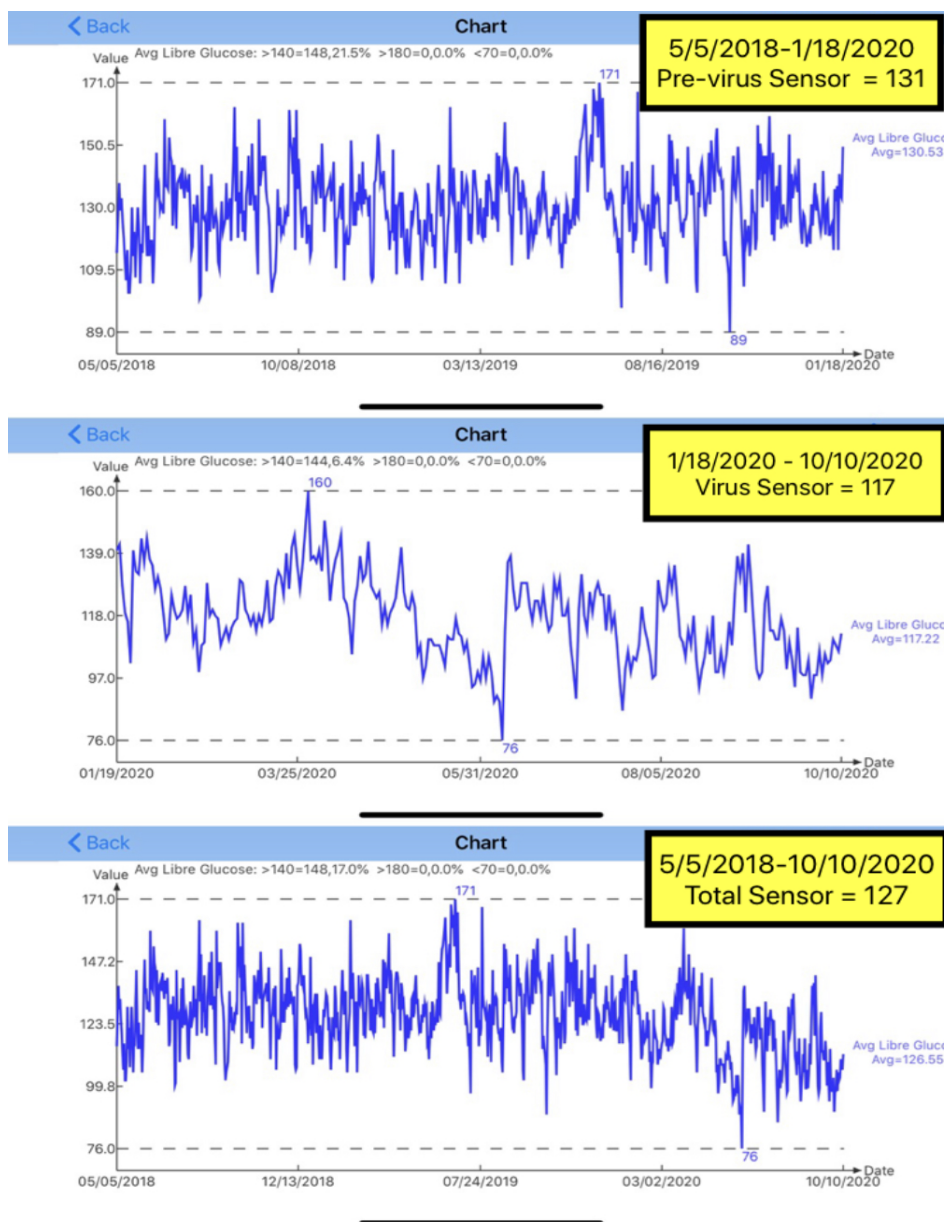 Back
Chart
5/5/2018-1/18/2020
Pre-virus Sensor = 131
Value Avg Libre Glucose: >140=148,21.5% >180=0,0.0% <70=0,0.0%
171.0
171
150.5
Avg Libre Gluco
Avg=130.53
130.0
109.5
89.0
89
Date
05/05/2018 10/08/2018 03/13/2019 08/16/2019 01/18/2020
Back
Chart
1/18/2020 - 10/10/2020
Virus Sensor = 117
Value Avg Libre Glucose: >140=144,6.4% >180=0,0.0% <70=0,0.0%
160.0
160
139.0
118.0
Avg Libre Gluco
Avg=117.22
97.0
76.0
76
Date
01/19/2020 03/25/2020 05/31/2020 08/05/2020 10/10/2020
Back
Chart
5/5/2018-10/10/2020
Total Sensor = 127
Value Avg Libre Glucose: >140=148,17.0% >180=0,0.0% <70=0,0.0%
171.0
171
147.2
123.5
Avg Libre Gluco
Avg=126.55
99.8
76.0
76
Date
05/05/2018 12/13/2018 07/24/2019 03/02/2020 10/10/2020